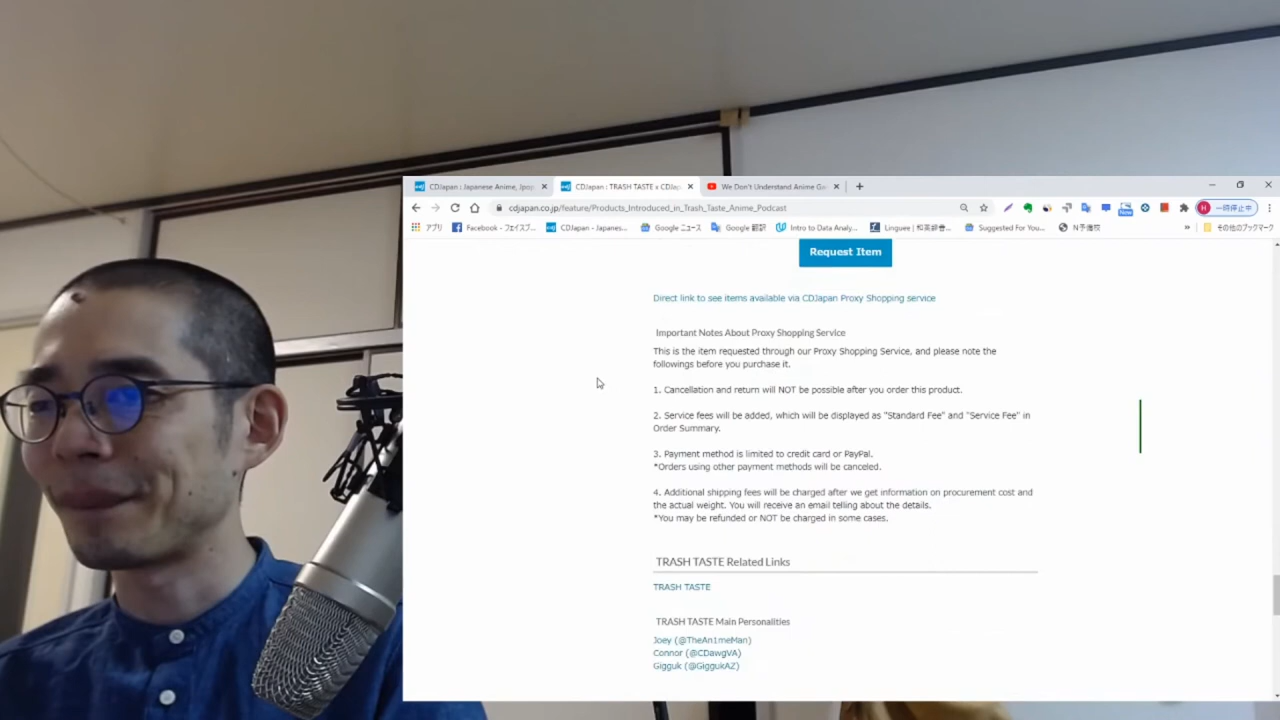 CDJapan : Japanese Anime, Jpop
CDJapan : TRASH TASTE x CDJap
We Don't Understand Anime G
cdjapan.co.jp/feature/Products_Introduced_in_Trash_Taste_Anime_Podcast
New
H
一時停止中
アプリ
Facebook - フェイスブ...
CDJapan - Japanes...
Google ニュース
Google 翻訳
Intro to Data Analy...
Linguee | 和英辞書...
Suggested For You...
N予備校
»
その他のブックマーク
Request Item
Direct link to see items available via CDJapan Proxy Shopping service
Important Notes About Proxy Shopping Service
This is the item requested through our Proxy Shopping Service, and please note the
followings before you purchase it.
1. Cancellation and return will NOT be possible after you order this product.
2. Service fees will be added, which will be displayed as "Standard Fee" and "Service Fee" in
Order Summary.
3. Payment method is limited to credit card or PayPal.
*Orders using other payment methods will be canceled.
4. Additional shipping fees will be charged after we get information on procurement cost and
the actual weight. You will receive an email telling about the details.
*You may be refunded or NOT be charged in some cases.
TRASH TASTE Related Links
TRASH TASTE
TRASH TASTE Main Personalities
Joey (@TheAn1meMan)
Connor (@CDawgVA)
Gigguk (@GiggukAZ)